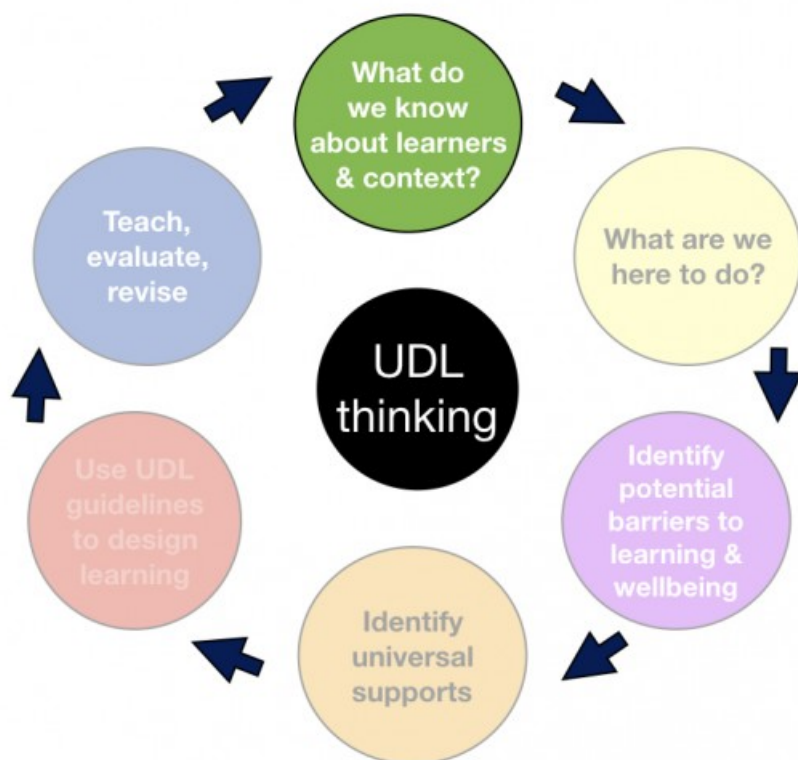 What do
we know
about learners
& context?
What are we
here to do?
Identify
potential
barriers to
learning &
wellbeing
Identify
universal
supports
Use UDL
guidelines
to design
learning
Teach,
evaluate,
revise
UDL
thinking